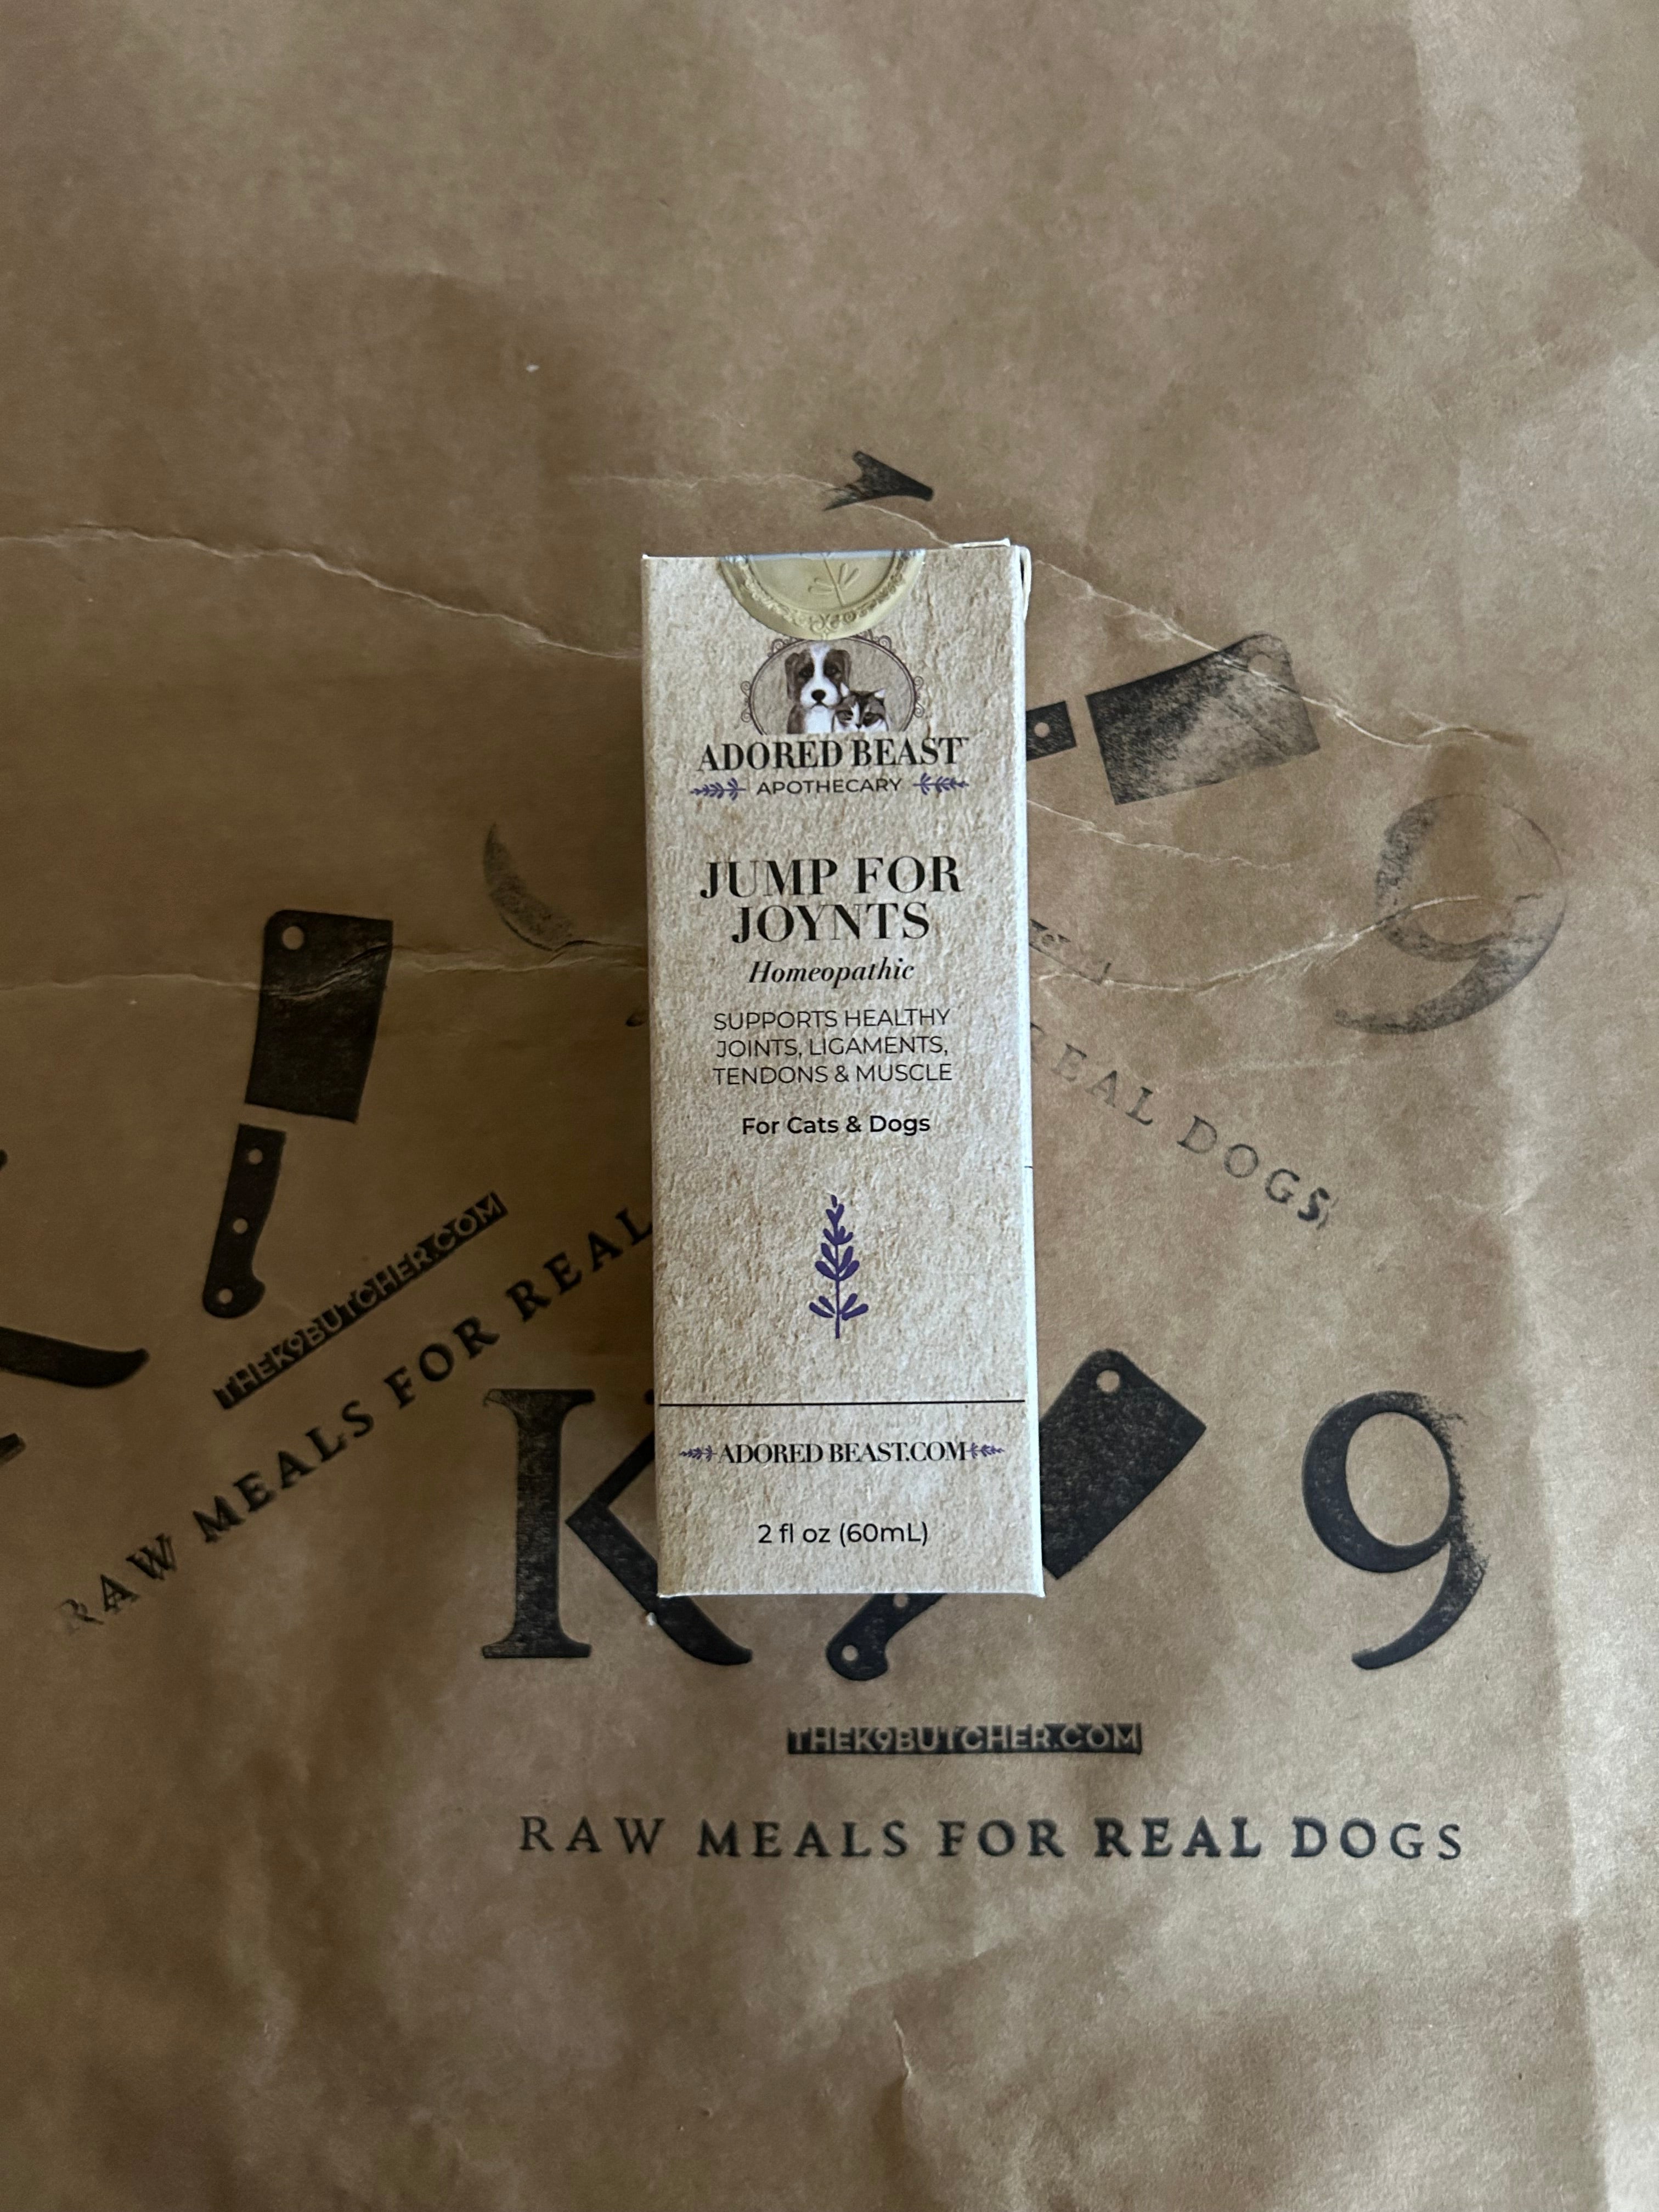 ADORED BEAST™
APOTHECARY
JUMP FOR
JOYNTS
Homeopathic
SUPPORTS HEALTHY
JOINTS, LIGAMENTS,
TENDONS & MUSCLE
For Cats & Dogs
ADORED BEAST.COM
2 fl oz (60mL)
9
EAL DOGS
THEK9BUTCHER.COM
RAW MEALS FOR REAL
K 9
THEK9BUTCHER.COM
RAW MEALS FOR REAL DOGS